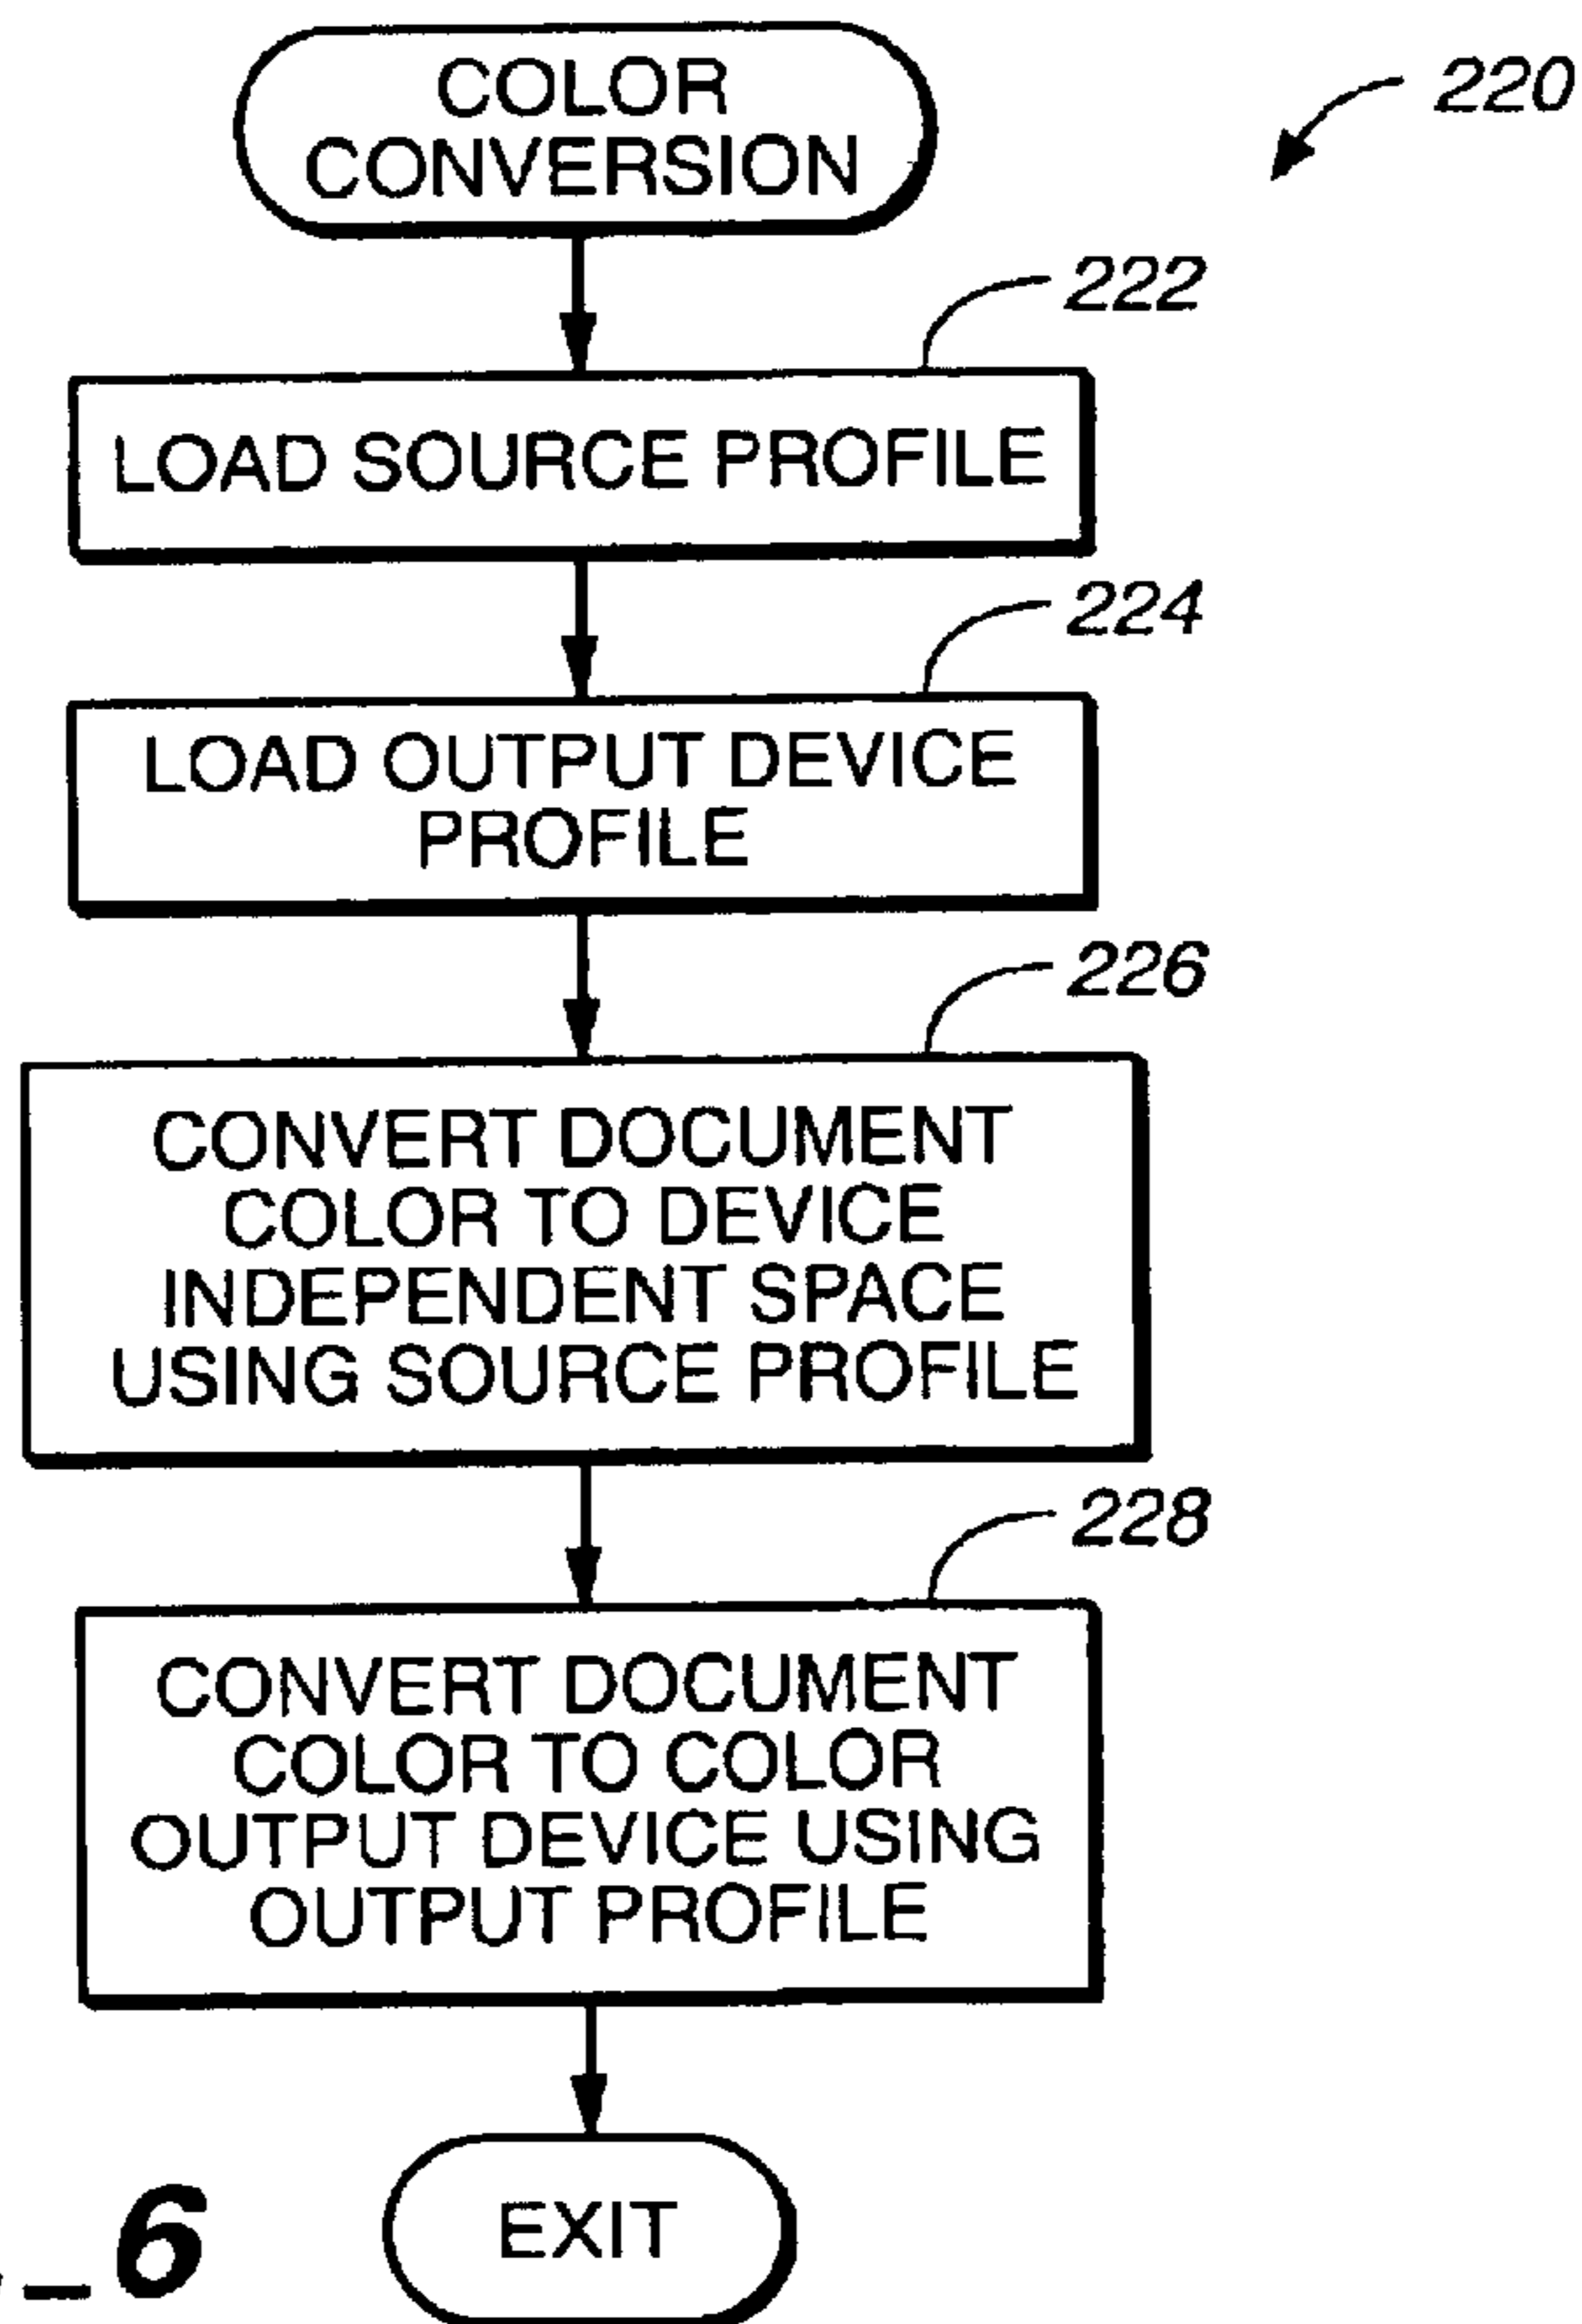 COLOR
CONVERSION
220
222
LOAD SOURCE PROFILE
224
LOAD OUTPUT DEVICE
PROFILE
226
CONVERT DOCUMENT
COLOR TO DEVICE
INDEPENDENT SPACE
USING SOURCE PROFILE
228
CONVERT DOCUMENT
COLOR TO COLOR
OUTPUT DEVICE USING
OUTPUT PROFILE
EXIT
_6